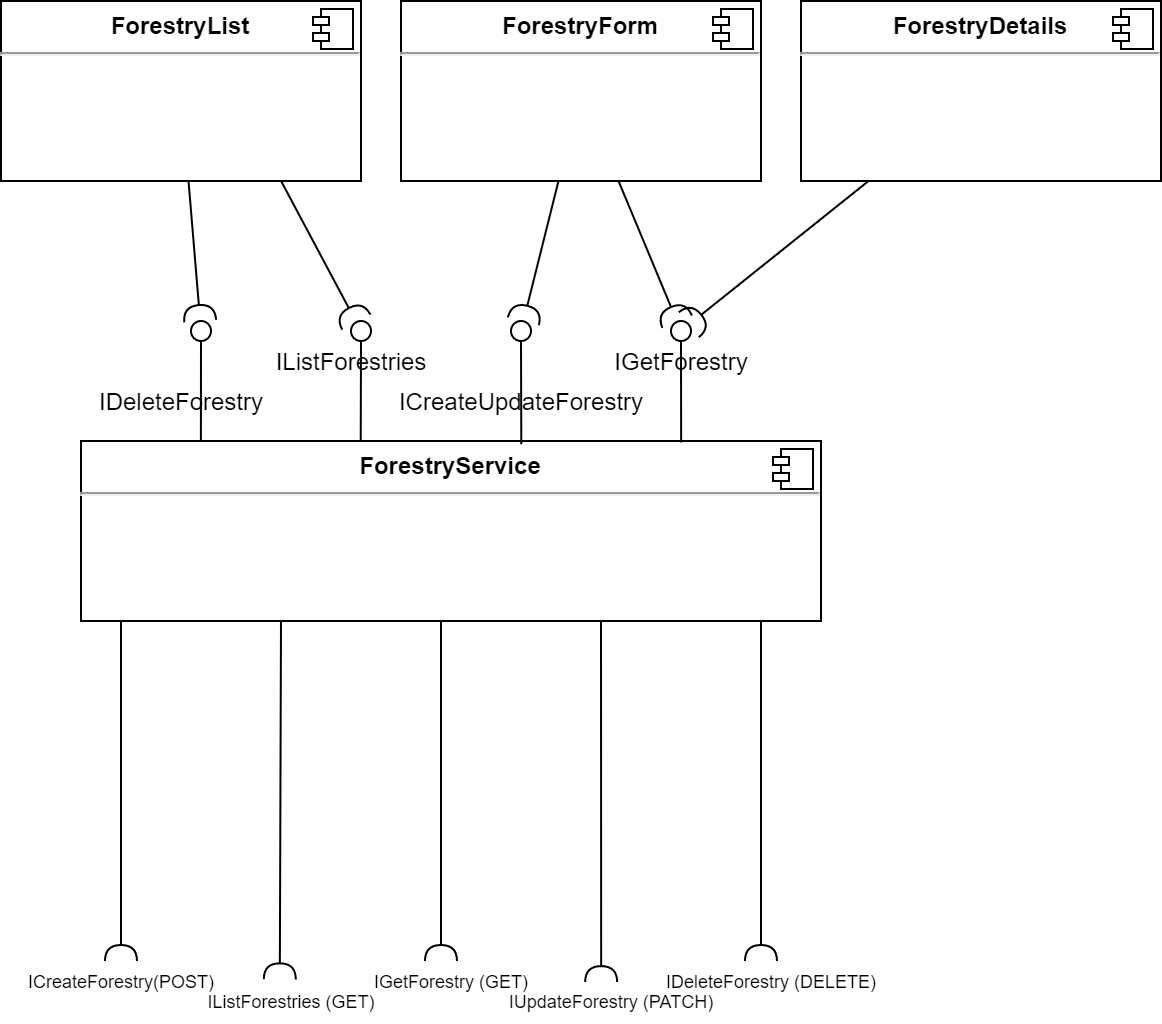 ForestryList
ForestryForm
ForestryDetails
IListForestries
IGetForestry
IDeleteForestry
ICreateUpdateForestry
ForestryService
ICreateForestry(POST)
IGetForestry (GET)
IDeleteForestry (DELETE)
IListForestries (GET)
IUpdateForestry (PATCH)